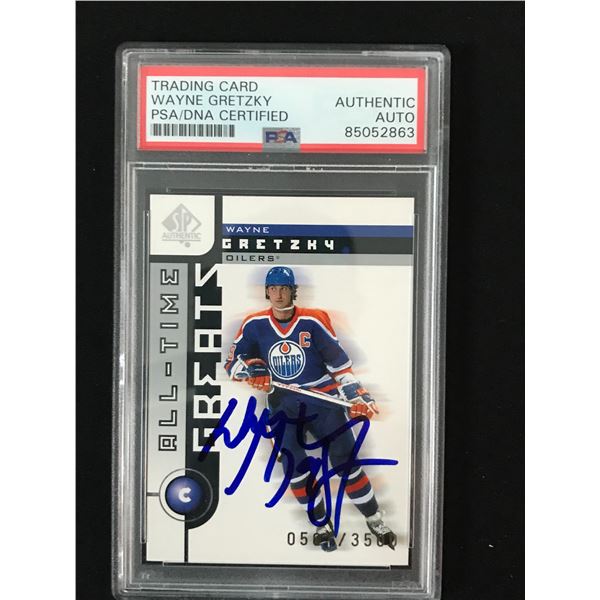 TRADING CARD
WAYNE GRETZKY
PSA/DNA CERTIFIED
AUTHENTIC
AUTO
85052863
PSA
SP
AUTHENTIC
WAYNE
GRETZKY
OILERS
ALL-TIME
GREATS
C
OILERS
C